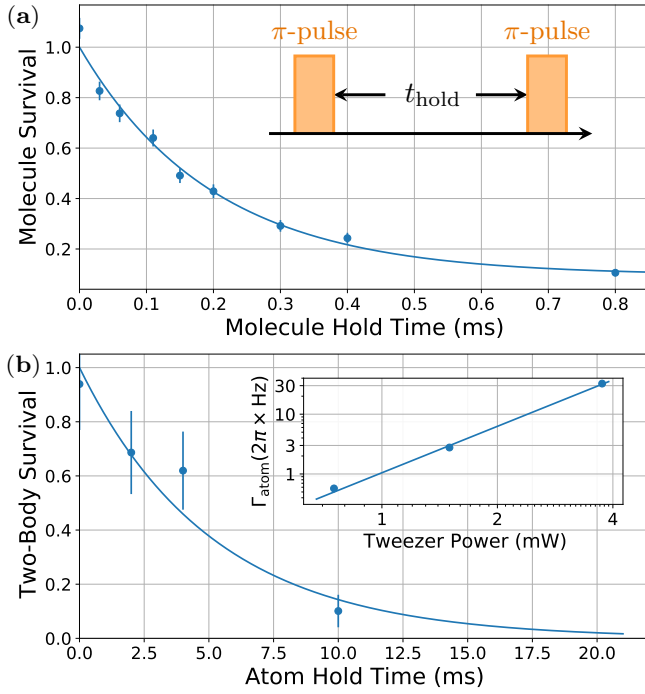 (a)
π-pulse π-pulse
t_hold
Molecule Survival
1.0
0.8
0.6
0.4
0.2
0.0 0.1 0.2 0.3 0.4 0.5 0.6 0.7 0.8
Molecule Hold Time (ms)
(b)
Two-Body Survival
1.0
0.8
0.6
0.4
0.2
0.0
Γ_atom(2π × Hz)
30
10
3
1
1 2 4
Tweezer Power (mW)
0.0 2.5 5.0 7.5 10.0 12.5 15.0 17.5 20.0
Atom Hold Time (ms)